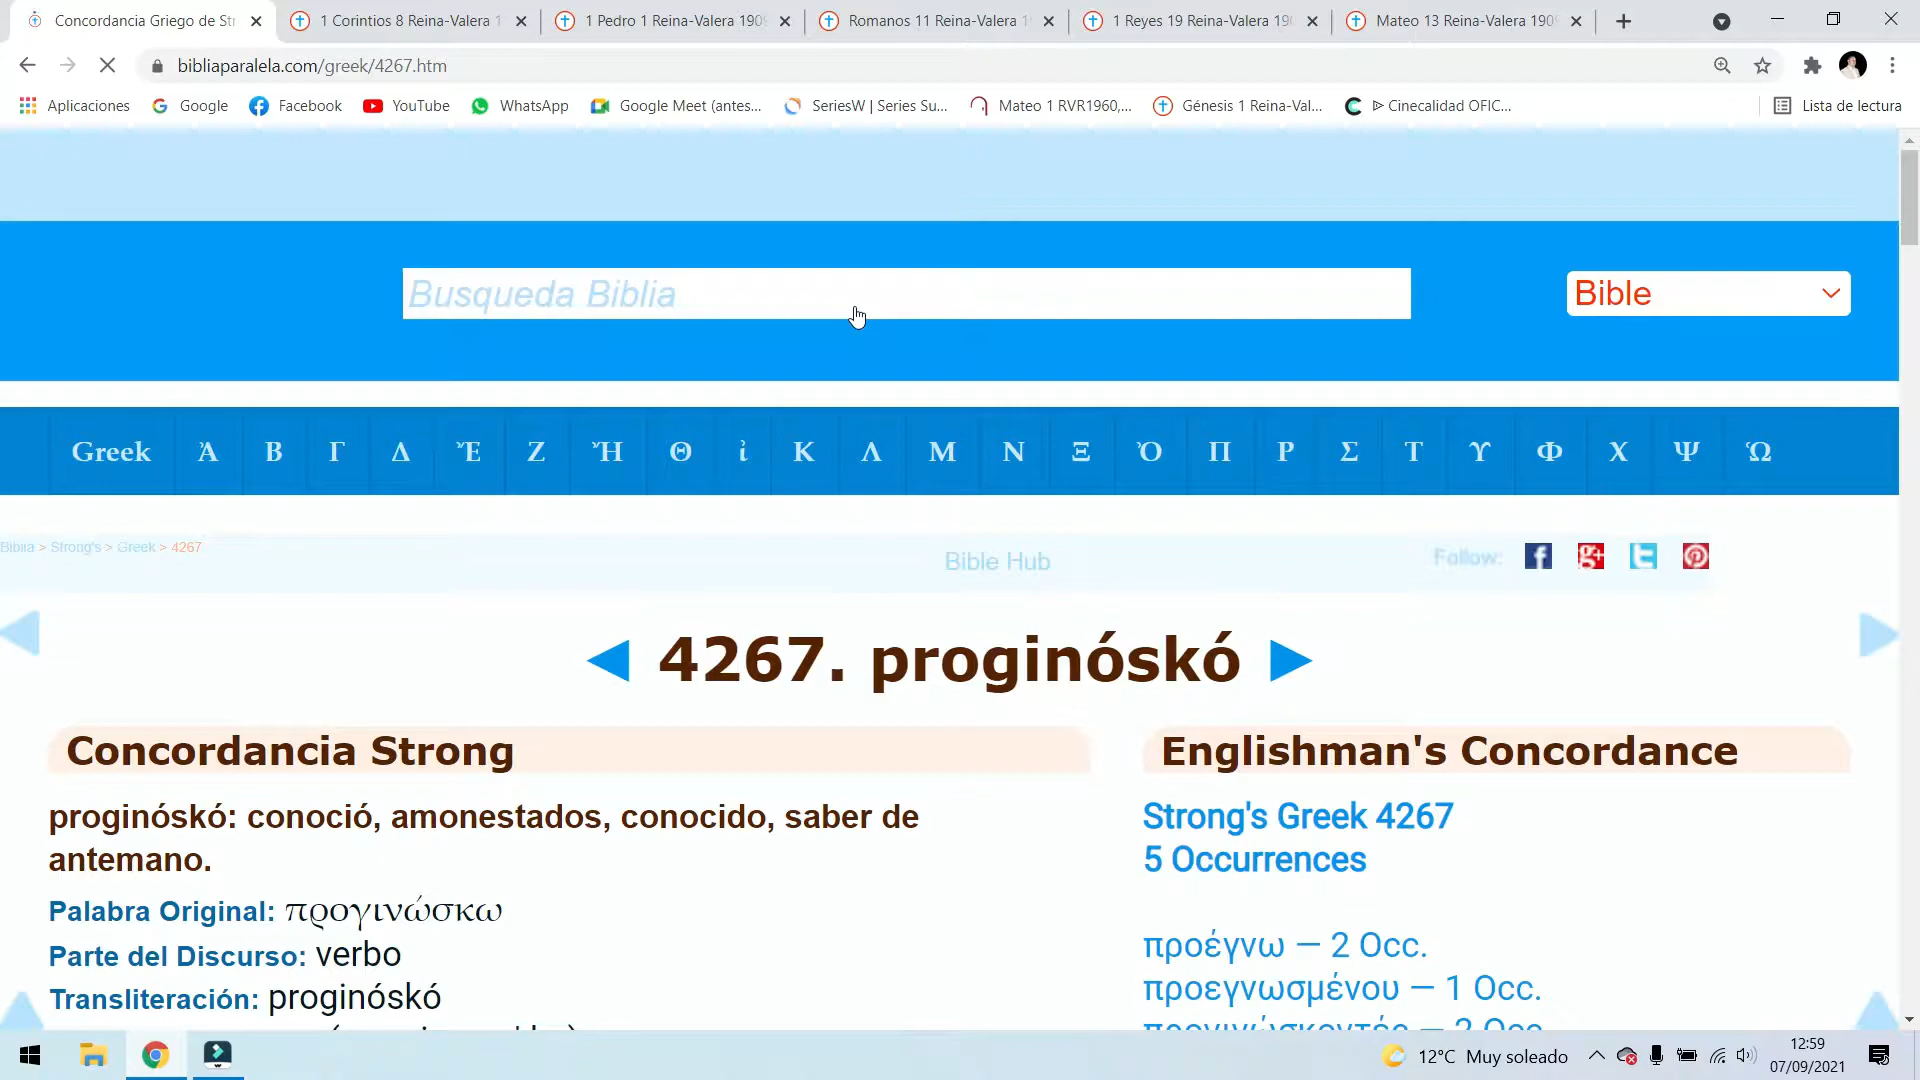 Concordancia Griego de Str
1 Corintios 8 Reina-Valera 1
1 Pedro 1 Reina-Valera 1909
Romanos 11 Reina-Valera 1
1 Reyes 19 Reina-Valera 190
Mateo 13 Reina-Valera 1909
bibliaparalela.com/greek/4267.htm
Aplicaciones
Google
Facebook
YouTube
WhatsApp
Google Meet (antes...
SeriesW | Series Su...
Mateo 1 RVR1960,...
Génesis 1 Reina-Val...
ᐈ Cinecalidad OFIC...
Lista de lectura
Busqueda Biblia
Bible
Greek Ἀ Β Γ Δ Ἐ Ζ Ἠ Θ ἰ Κ Λ Μ Ν Ξ Ὀ Π Ρ Σ Τ Υ Φ Χ Ψ Ὠ
Biblia > Strong's > Greek > 4267
Bible Hub
Follow:
◄ 4267. proginóskó ►
Concordancia Strong
proginóskó: conoció, amonestados, conocido, saber de
antemano.
Palabra Original: προγινώσκω
Parte del Discurso: verbo
Transliteración: proginóskó
Englishman's Concordance
Strong's Greek 4267
5 Occurrences
προέγνω — 2 Occ.
προεγνωσμένου — 1 Occ.
12°C Muy soleado
12:59
07/09/2021